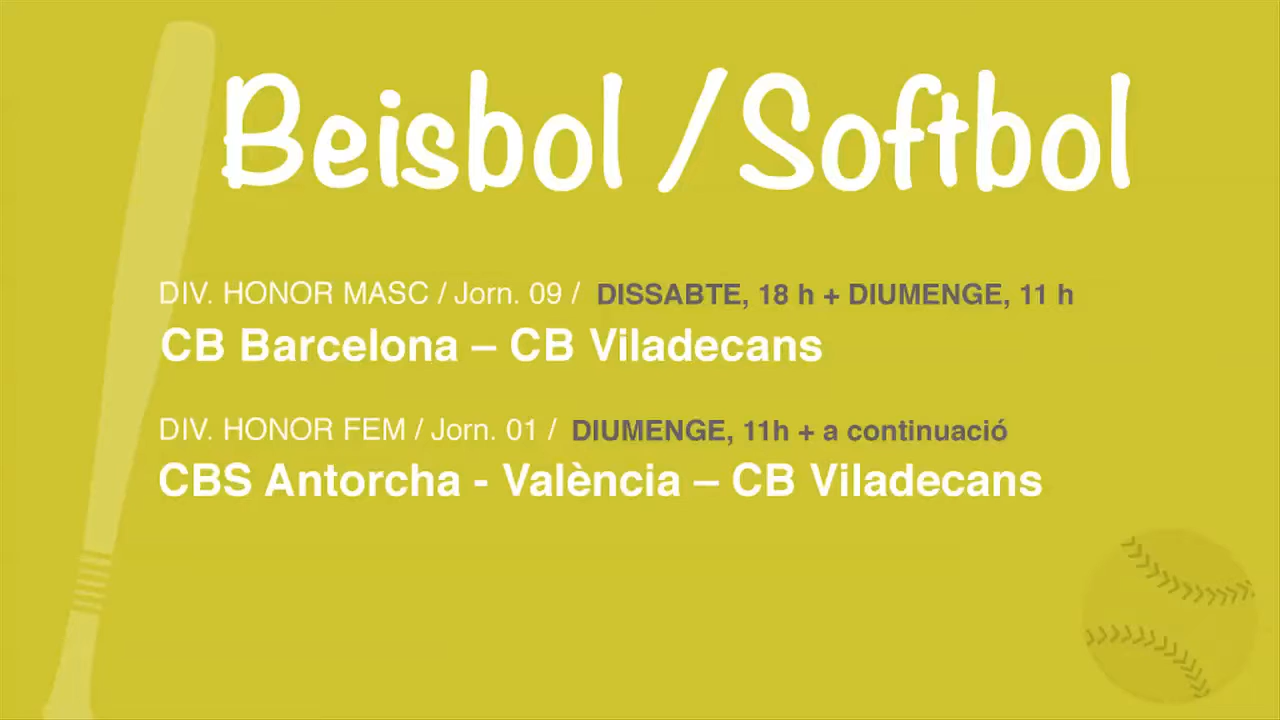 Beisbol / Softbol
DIV. HONOR MASC / Jorn. 09 / DISSABTE, 18 h + DIUMENGE, 11 h
CB Barcelona – CB Viladecans
DIV. HONOR FEM / Jorn. 01 / DIUMENGE, 11h + a continuació
CBS Antorcha - València – CB Viladecans